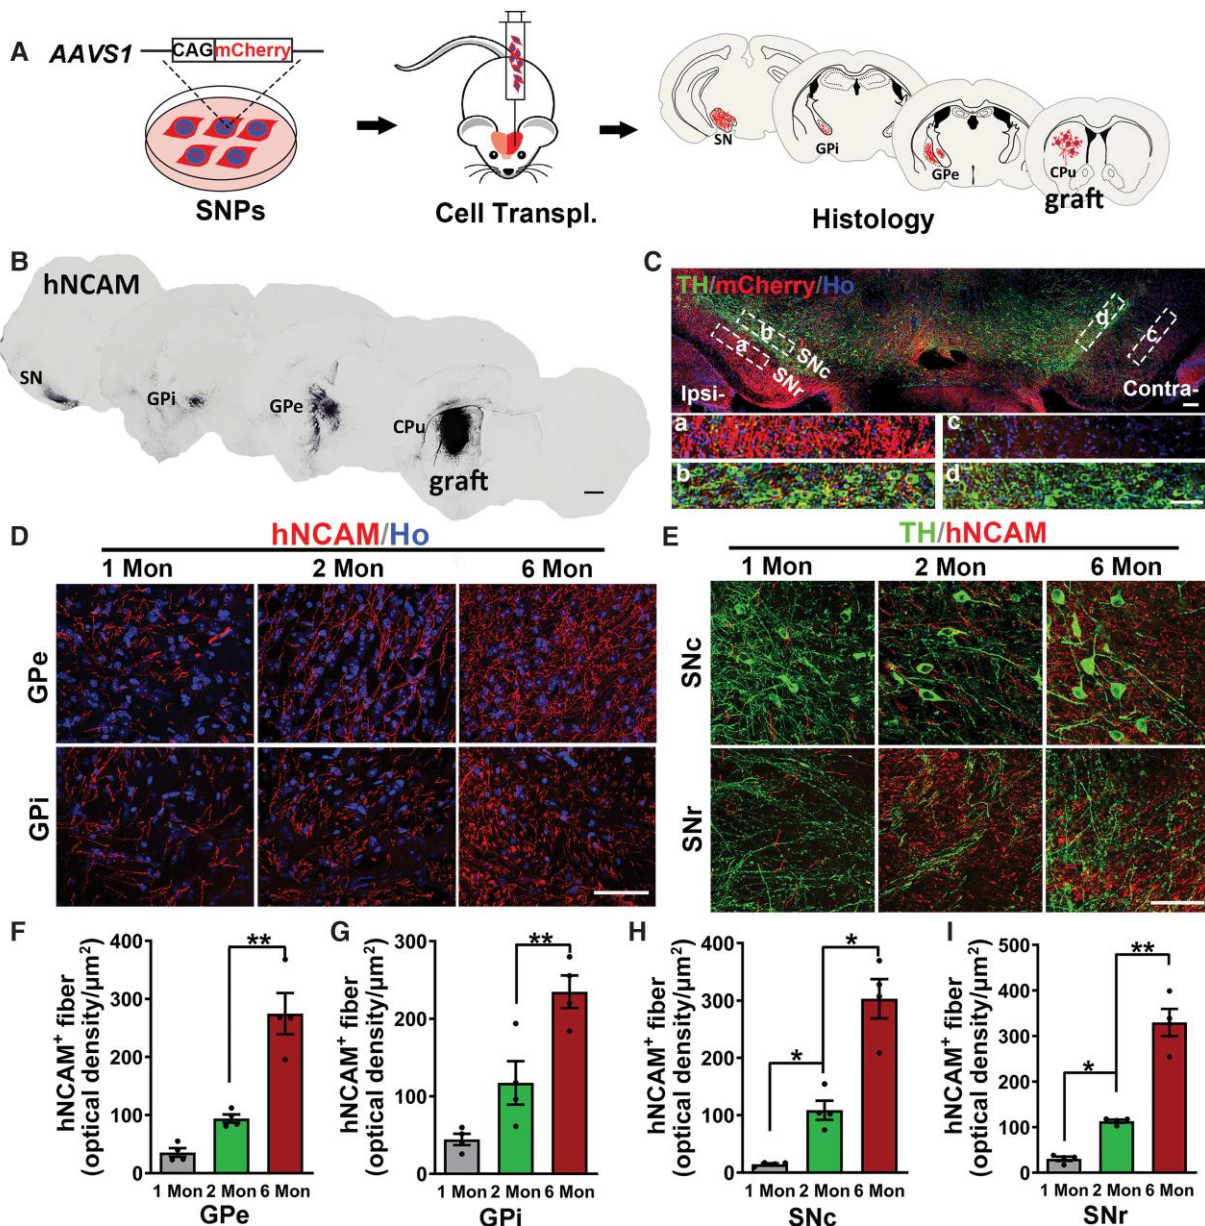 A
AAVS1
CAG mCherry
SNPs
Cell Transpl.
SN
GPi
GPe
CPu
graft
Histology
B
hNCAM
SN
GPi
GPe
CPu
graft
C
TH/mCherry/Ho
a
b
SNc
SNr
d
c
Ipsi-
Contra-
a
c
b
d
D
hNCAM/Ho
1 Mon 2 Mon 6 Mon
GPe
GPi
E
TH/hNCAM
1 Mon 2 Mon 6 Mon
SNc
SNr
F
hNCAM⁺ fiber
(optical density/µm²)
400
300
200
100
0
**
1 Mon 2 Mon 6 Mon
GPe
G
hNCAM⁺ fiber
(optical density/µm²)
300
200
100
0
**
1 Mon 2 Mon 6 Mon
GPi
H
hNCAM⁺ fiber
(optical density/µm²)
400
300
200
100
0
*
*
1 Mon 2 Mon 6 Mon
SNc
I
hNCAM⁺ fiber
(optical density/µm²)
500
400
300
200
100
0
*
**
1 Mon 2 Mon 6 Mon
SNr